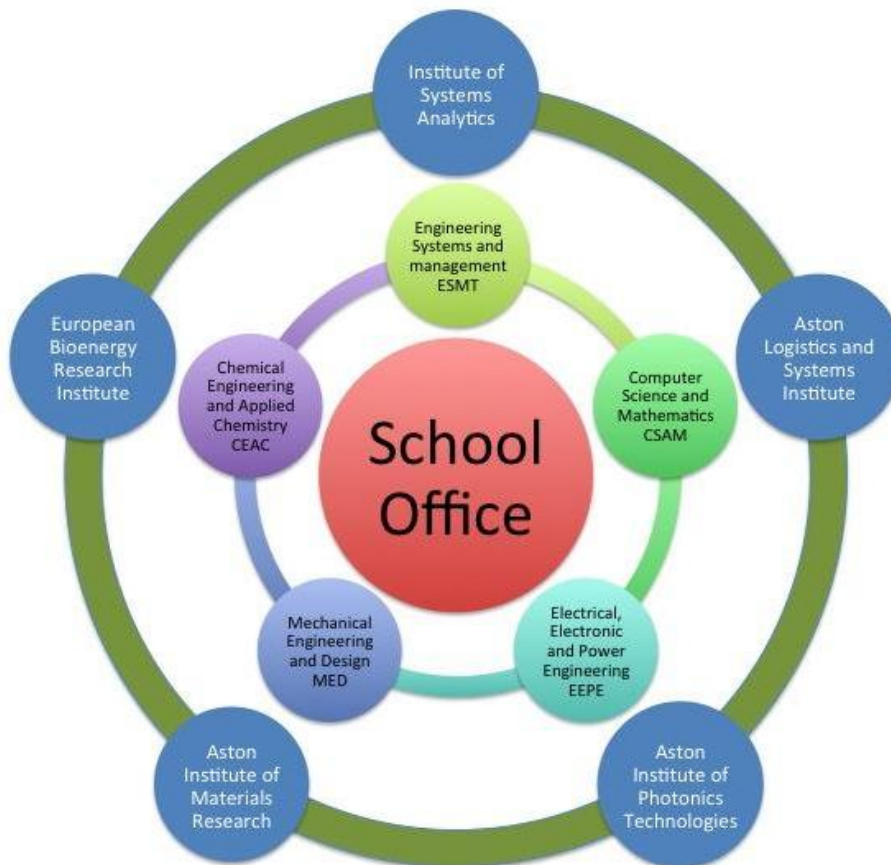 Institute of
Systems
Analytics
Engineering
Systems and
management
ESMT
European
Bioenergy
Research
Institute
Aston
Logistics and
Systems
Institute
Chemical
Engineering
and Applied
Chemistry
CEAC
Computer
Science and
Mathematics
CSAM
School
Office
Mechanical
Engineering
and Design
MED
Electrical,
Electronic
and Power
Engineering
EEPE
Aston
Institute of
Materials
Research
Aston
Institute of
Photonics
Technologies